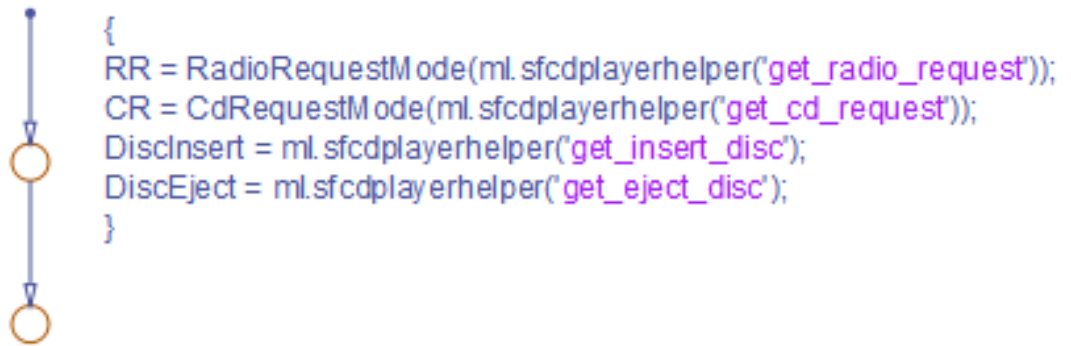 {
RR = RadioRequestMode(ml.sfcdplayerhelper('get_radio_request'));
CR = CdRequestMode(ml.sfcdplayerhelper('get_cd_request'));
DiscInsert = ml.sfcdplayerhelper('get_insert_disc');
DiscEject = ml.sfcdplayerhelper('get_eject_disc');
}